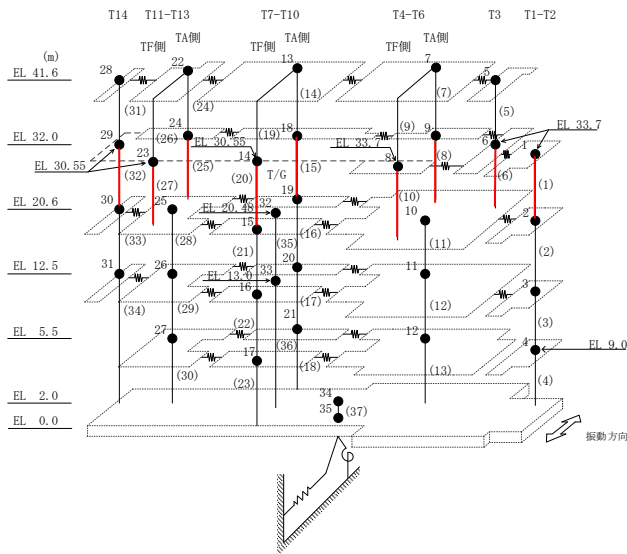 T14 T11-T13 T7-T10 T4-T6 T3 T1-T2
TF側 TA側 TF側 TA側 TF側 TA側
(m)
EL 41.6 28 22 13 7 5
(31) (24) (14) (7) (5)
EL 32.0 29 23 24 (26) EL 30.55 (19) 18 (9) EL 33.7 9 6 1 EL 33.7
EL 30.55 (32) (25) 14 (15) 8 (8) (6)
(27) (20) T/G (10) (1)
EL 20.6 30 25 EL 20.48 32 19 10 2
(33) (28) 15 (35) (16) (11) (2)
(21)
EL 12.5 31 26 EL 13.0 33 20 11 3
(34) (29) 16 (17) (12) (3)
EL 5.5 27 (22) (36) 21 12 4 EL 9.0
(30) 17 (18) (13)
(23) (4)
EL 2.0 34
EL 0.0 35 (37)
振動方向